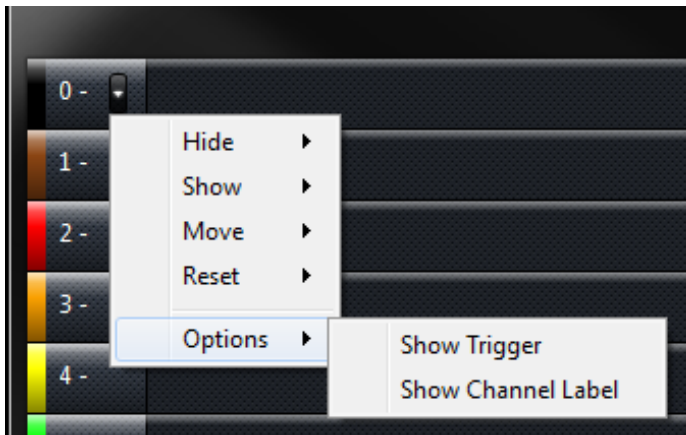 0 -
Hide
1 -
Show
2 -
Move
Reset
3 -
Options
Show Trigger
4 -
Show Channel Label